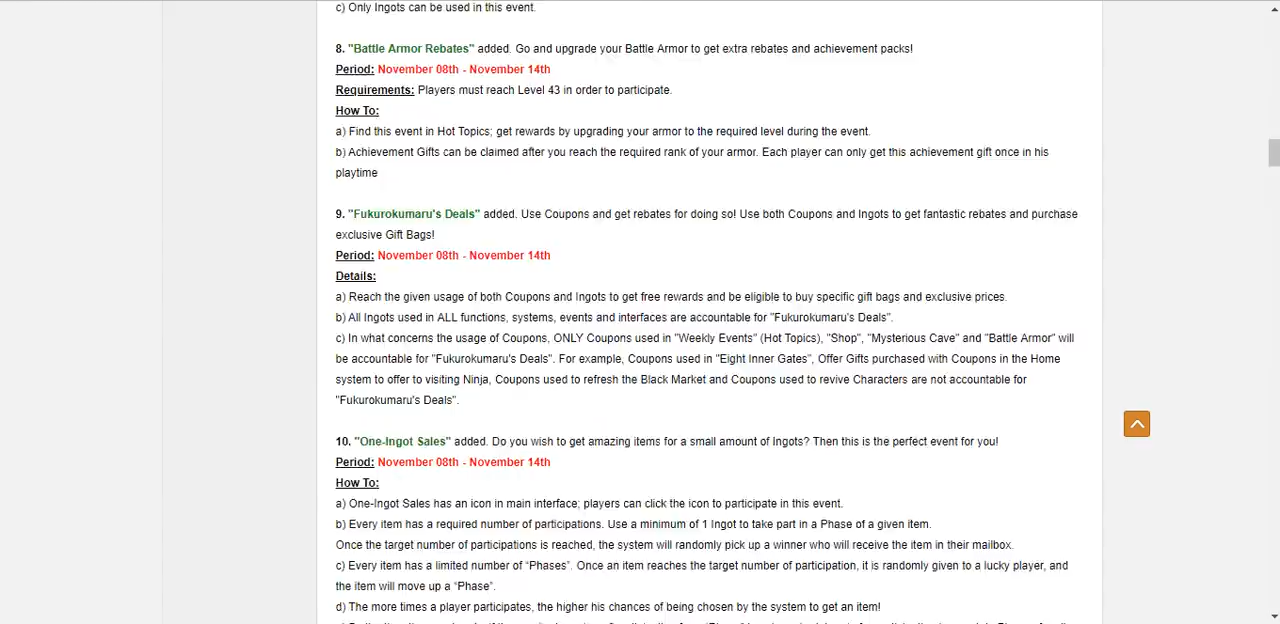 c) Only Ingots can be used in this event.
8. "Battle Armor Rebates" added. Go and upgrade your Battle Armor to get extra rebates and achievement packs!
Period: November 08th - November 14th
Requirements: Players must reach Level 43 in order to participate.
How To:
a) Find this event in Hot Topics; get rewards by upgrading your armor to the required level during the event.
b) Achievement Gifts can be claimed after you reach the required rank of your armor. Each player can only get this achievement gift once in his
playtime
9. "Fukurokumaru's Deals" added. Use Coupons and get rebates for doing so! Use both Coupons and Ingots to get fantastic rebates and purchase
exclusive Gift Bags!
Period: November 08th - November 14th
Details:
a) Reach the given usage of both Coupons and Ingots to get free rewards and be eligible to buy specific gift bags and exclusive prices.
b) All Ingots used in ALL functions, systems, events and interfaces are accountable for "Fukurokumaru's Deals".
c) In what concerns the usage of Coupons, ONLY Coupons used in "Weekly Events" (Hot Topics), "Shop", "Mysterious Cave" and "Battle Armor" will
be accountable for "Fukurokumaru's Deals". For example, Coupons used in "Eight Inner Gates", Offer Gifts purchased with Coupons in the Home
system to offer to visiting Ninja, Coupons used to refresh the Black Market and Coupons used to revive Characters are not accountable for
"Fukurokumaru's Deals".
10. "One-Ingot Sales" added. Do you wish to get amazing items for a small amount of Ingots? Then this is the perfect event for you!
Period: November 08th - November 14th
How To:
a) One-Ingot Sales has an icon in main interface; players can click the icon to participate in this event.
b) Every item has a required number of participations. Use a minimum of 1 Ingot to take part in a Phase of a given item.
Once the target number of participations is reached, the system will randomly pick up a winner who will receive the item in their mailbox.
c) Every item has a limited number of "Phases". Once an item reaches the target number of participation, it is randomly given to a lucky player, and
the item will move up a "Phase".
d) The more times a player participates, the higher his chances of being chosen by the system to get an item!